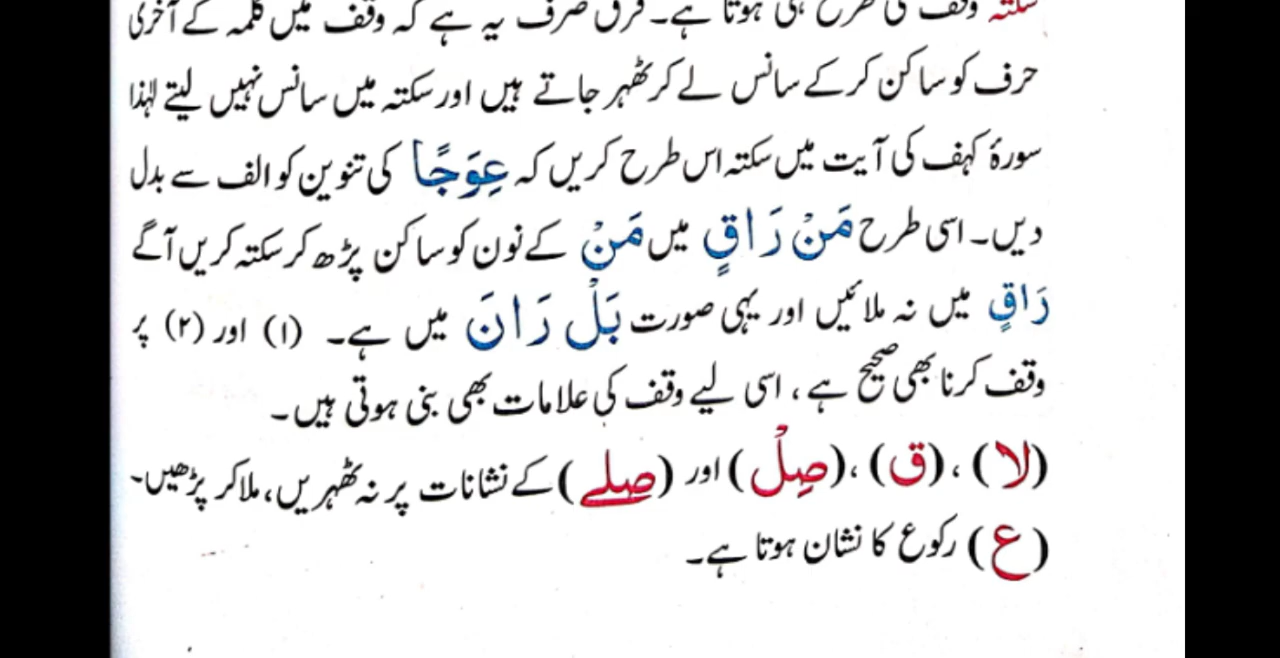 سکتہ وقف کی طرح ہی ہوتا ہے۔ فرق صرف یہ ہے کہ وقف میں کلمہ کے آخری
حرف کو ساکن کر کے سانس لے کر ٹھہر جاتے ہیں اور سکتہ میں سانس نہیں لیتے لہٰذا
سورۂ کہف کی آیت میں سکتہ اس طرح کریں کہ عِوَجًا کی تنوین کو الف سے بدل
دیں۔ اسی طرح مَنْ رَاقٍ میں مَنْ کے نون کو ساکن پڑھ کر سکتہ کریں آگے
رَاقٍ میں نہ ملائیں اور یہی صورت بَلْ رَانَ میں ہے۔ (۱) اور (۲) پر
وقف کرنا بھی صحیح ہے، اسی لیے وقف کی علامات بھی بنی ہوتی ہیں۔
(لا)، (ق)، (صِلْ) اور (صلے) کے نشانات پر نہ ٹھہریں، ملا کر پڑھیں۔
(ع) رکوع کا نشان ہوتا ہے۔